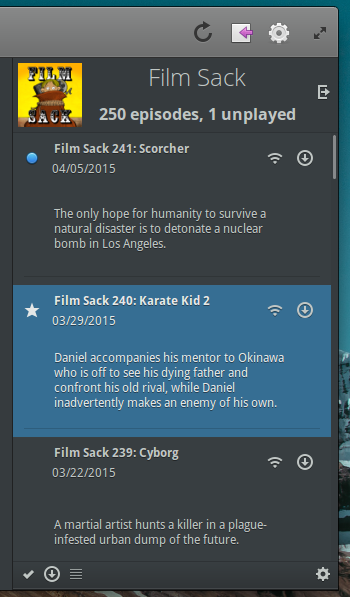 FILM
SACK
Film Sack
250 episodes, 1 unplayed
Film Sack 241: Scorcher
04/05/2015
The only hope for humanity to survive a
natural disaster is to detonate a nuclear
bomb in Los Angeles.
Film Sack 240: Karate Kid 2
03/29/2015
Daniel accompanies his mentor to Okinawa
who is off to see his dying father and
confront his old rival, while Daniel
inadvertently makes an enemy of his own.
Film Sack 239: Cyborg
03/22/2015
A martial artist hunts a killer in a plague-
infested urban dump of the future.